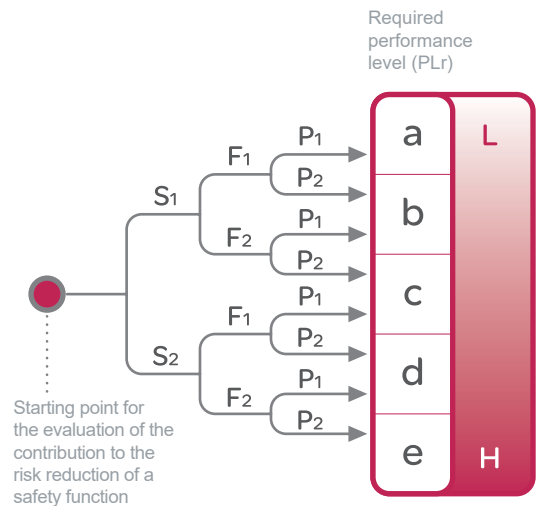 Required
performance
level (PLr)
a
L
P1
F1
P2
S1
b
P1
F2
P2
c
P1
F1
P2
S2
d
P1
F2
P2
e
H
Starting point for
the evaluation of the
contribution to the
risk reduction of a
safety function